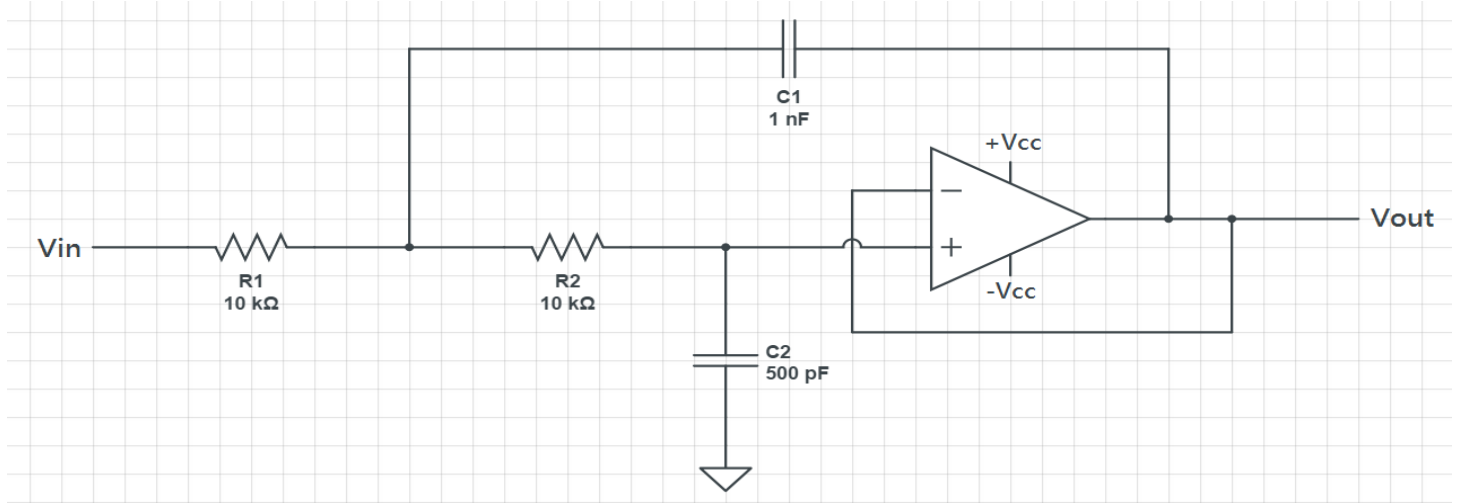 C1
1 nF
+Vcc
−
Vin
R1
10 kΩ
R2
10 kΩ
+
Vout
-Vcc
C2
500 pF